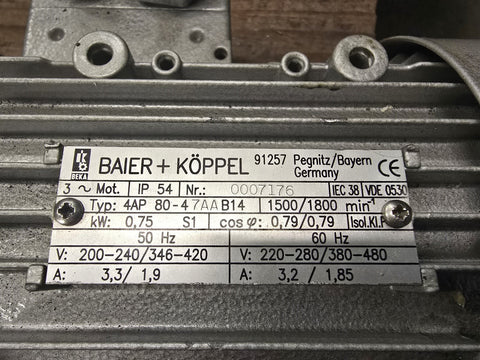 BEKA
BAIER + KÖPPEL
91257 Pegnitz/Bayern
Germany
CE
3 ~ Mot. IP 54 Nr.: 0007176 IEC 38 VDE 0530
Typ: 4AP 80-4 7AA B14 1500/1800 min⁻¹
kW: 0,75 S1 cos φ: 0,79/0,79 Isol.Kl.F
50 Hz 60 Hz
V: 200-240/346-420 V: 220-280/380-480
A: 3,3/ 1,9 A: 3,2 / 1,85